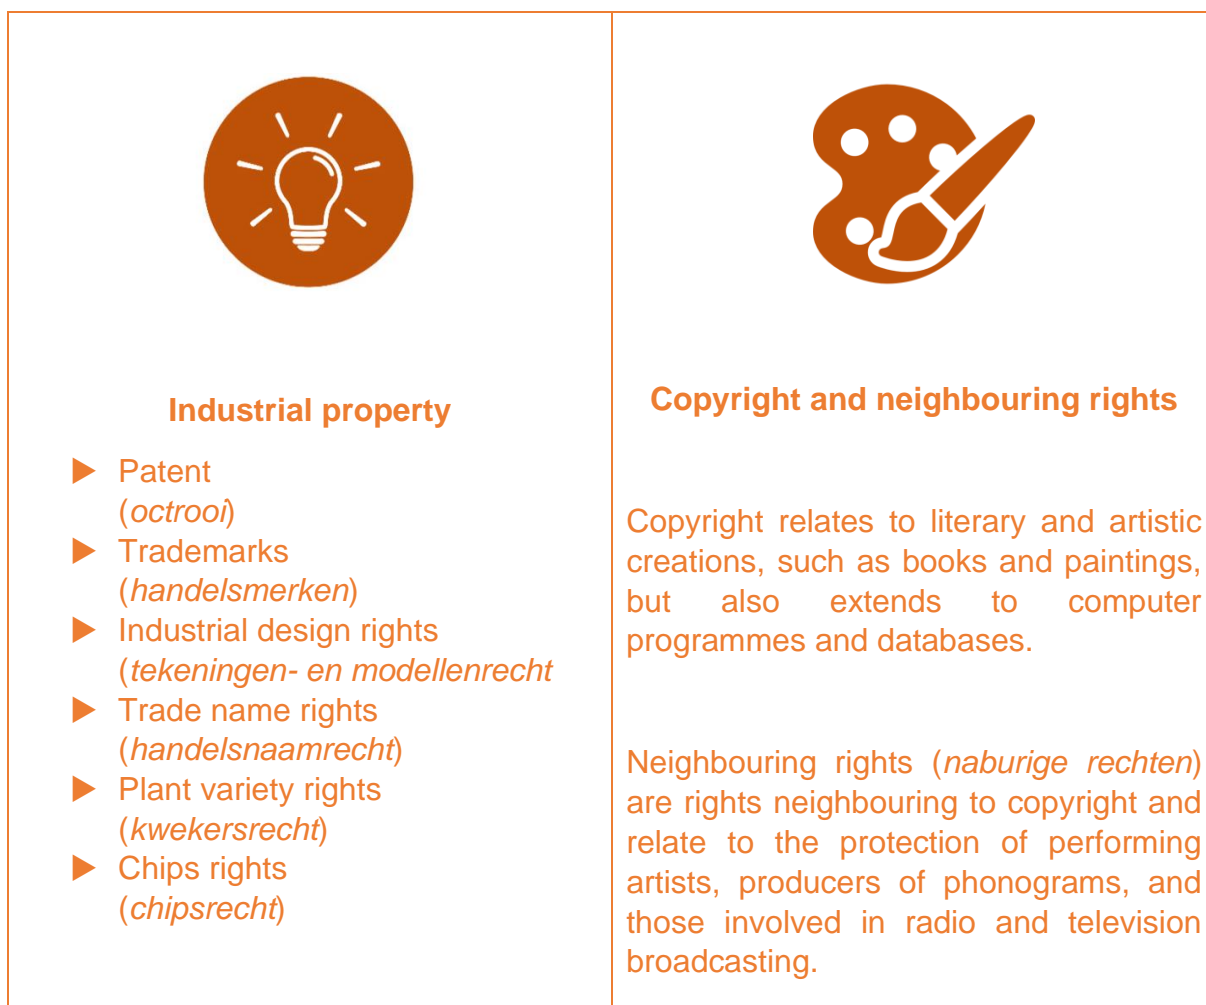 Industrial property
▶ Patent
(octrooi)
▶ Trademarks
(handelsmerken)
▶ Industrial design rights
(tekeningen- en modellenrecht
▶ Trade name rights
(handelsnaamrecht)
▶ Plant variety rights
(kwekersrecht)
▶ Chips rights
(chipsrecht)
Copyright and neighbouring rights
Copyright relates to literary and artistic
creations, such as books and paintings,
but also extends to computer
programmes and databases.
Neighbouring rights (naburige rechten)
are rights neighbouring to copyright and
relate to the protection of performing
artists, producers of phonograms, and
those involved in radio and television
broadcasting.